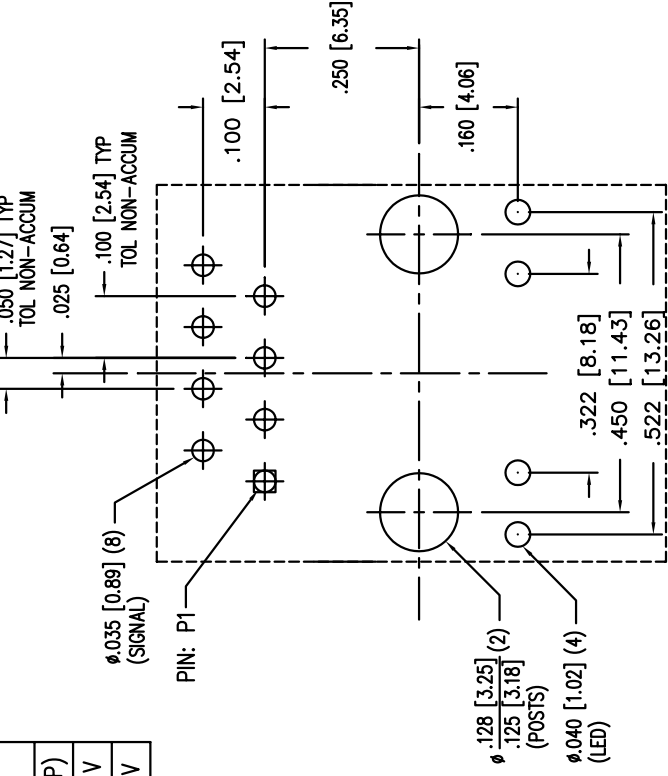 .050 [1.27] TYP
TOL NON-ACCUM
.025 [0.64]
.100 [2.54] TYP
TOL NON-ACCUM
.100 [2.54]
.250 [6.35]
.160 [4.06]
ø.035 [0.89] (8)
(SIGNAL)
PIN: P1
ø .128 [3.25] (2)
.125 [3.18]
(POSTS)
ø.040 [1.02] (4)
(LED)
.322 [8.18]
.450 [11.43]
.522 [13.26]
P)
V
V